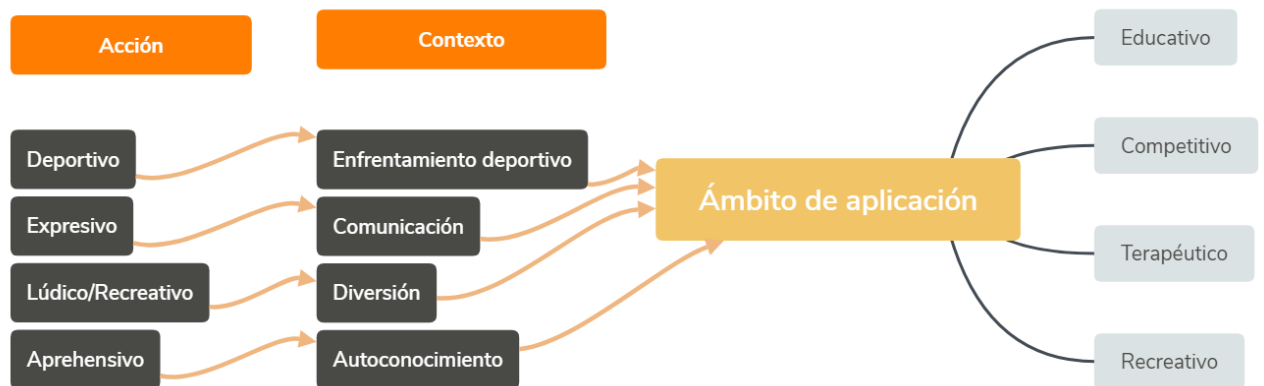 Acción
Contexto
Deportivo
Enfrentamiento deportivo
Expresivo
Comunicación
Lúdico/Recreativo
Diversión
Aprehensivo
Autoconocimiento
Ámbito de aplicación
Educativo
Competitivo
Terapéutico
Recreativo